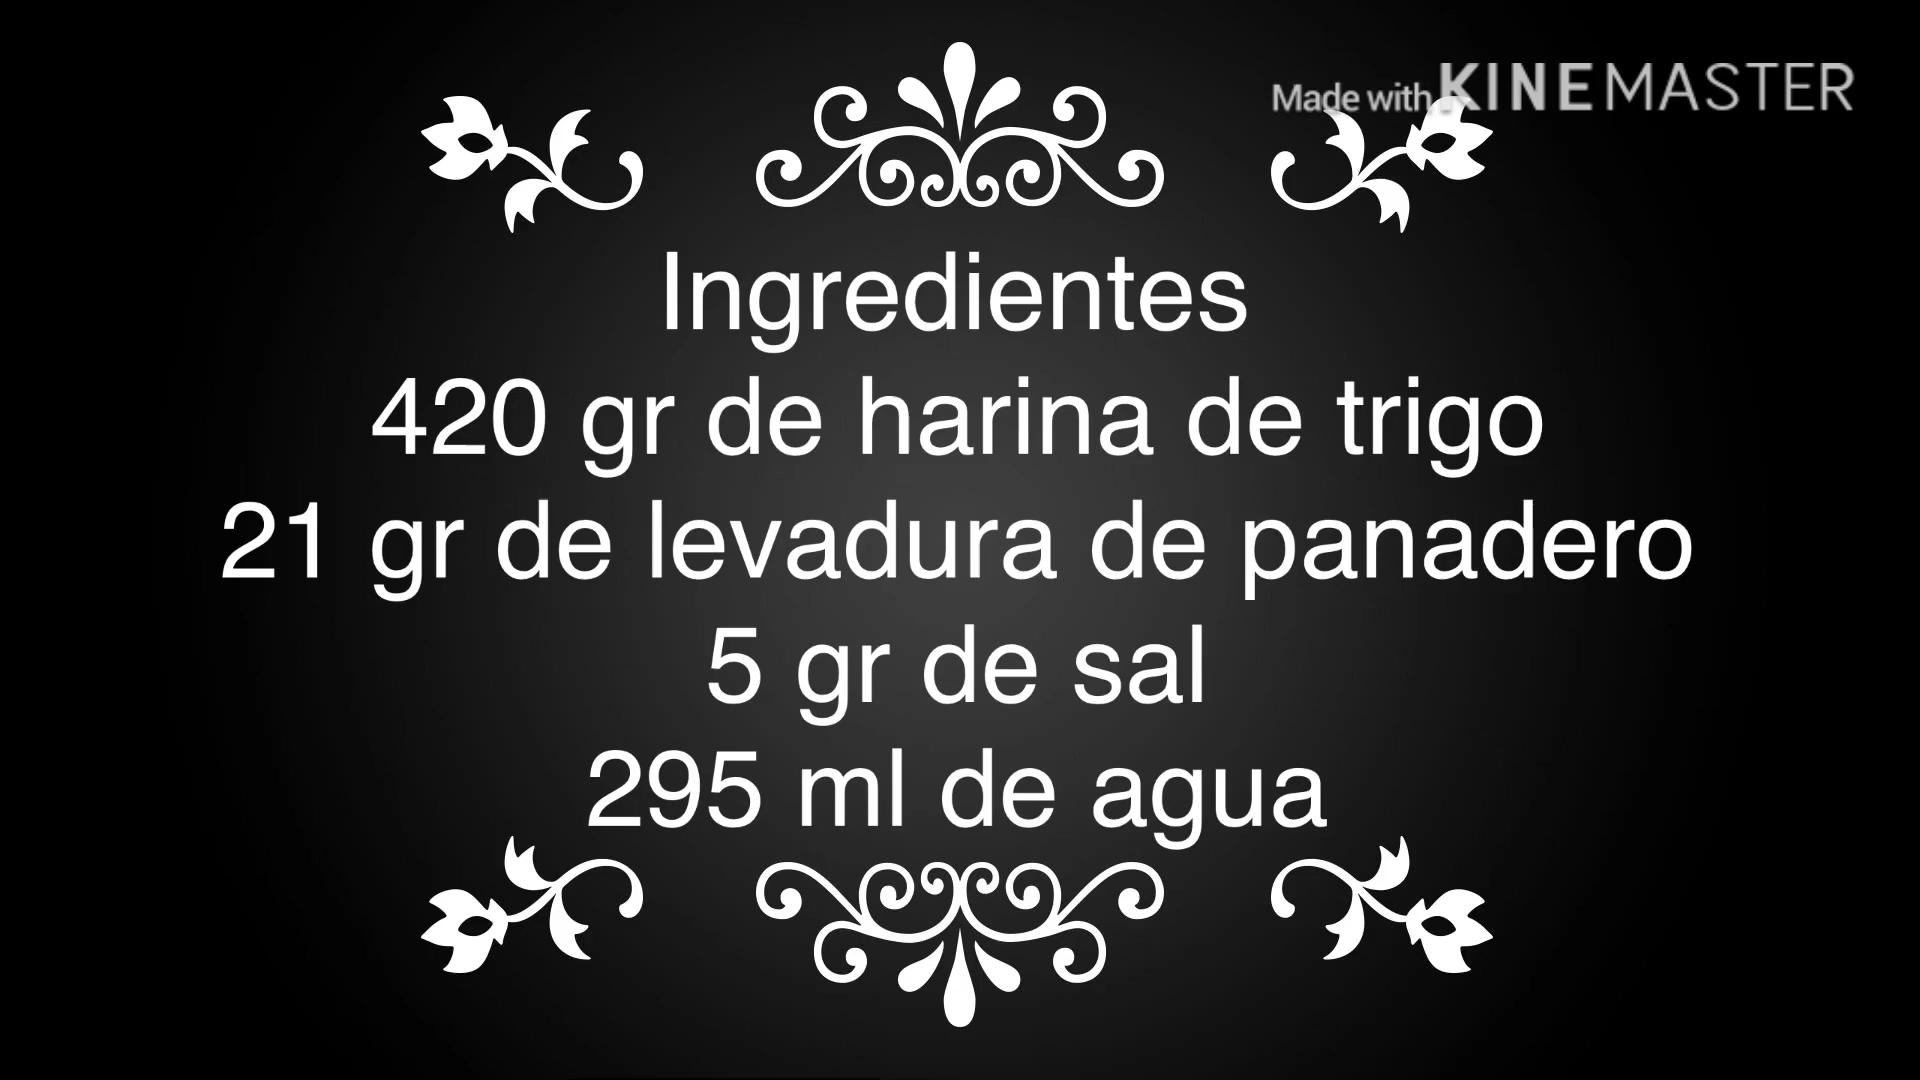 Made with KINEMASTER
Ingredientes
420 gr de harina de trigo
21 gr de levadura de panadero
5 gr de sal
295 ml de agua